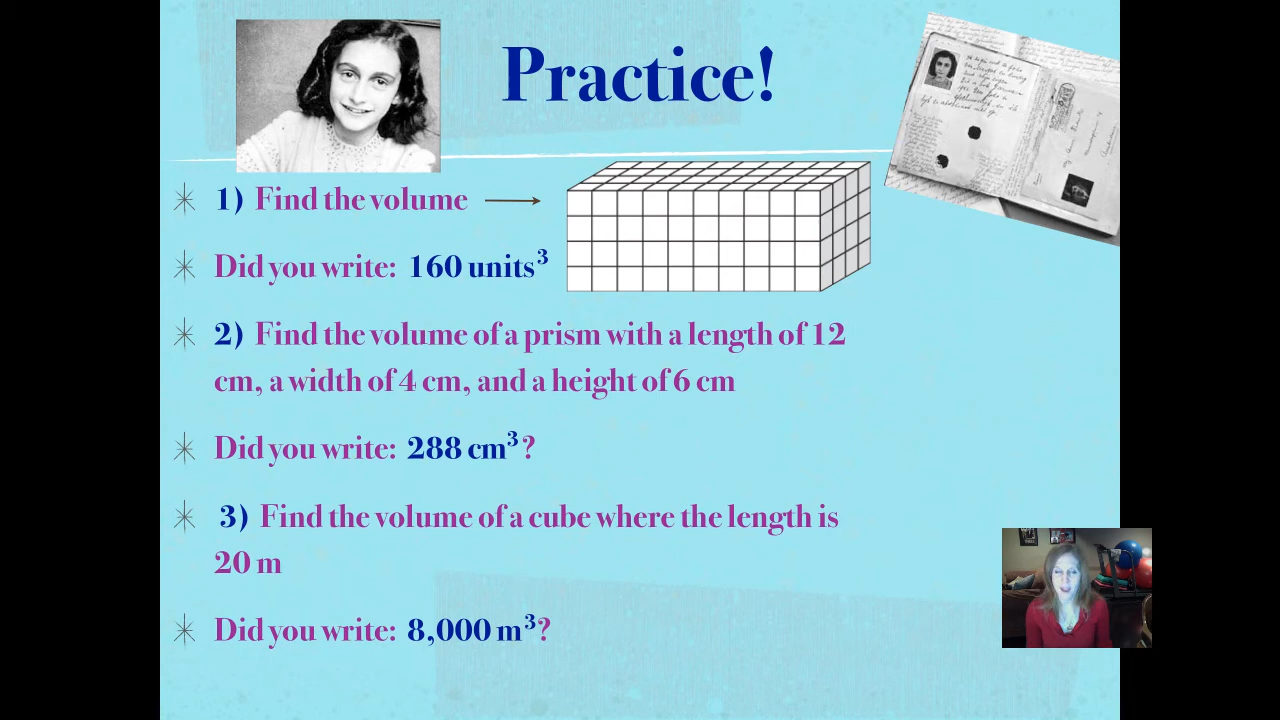 Practice!
1) Find the volume
Did you write: 160 units³
2) Find the volume of a prism with a length of 12
cm, a width of 4 cm, and a height of 6 cm
Did you write: 288 cm³?
3) Find the volume of a cube where the length is
20 m
Did you write: 8,000 m³?